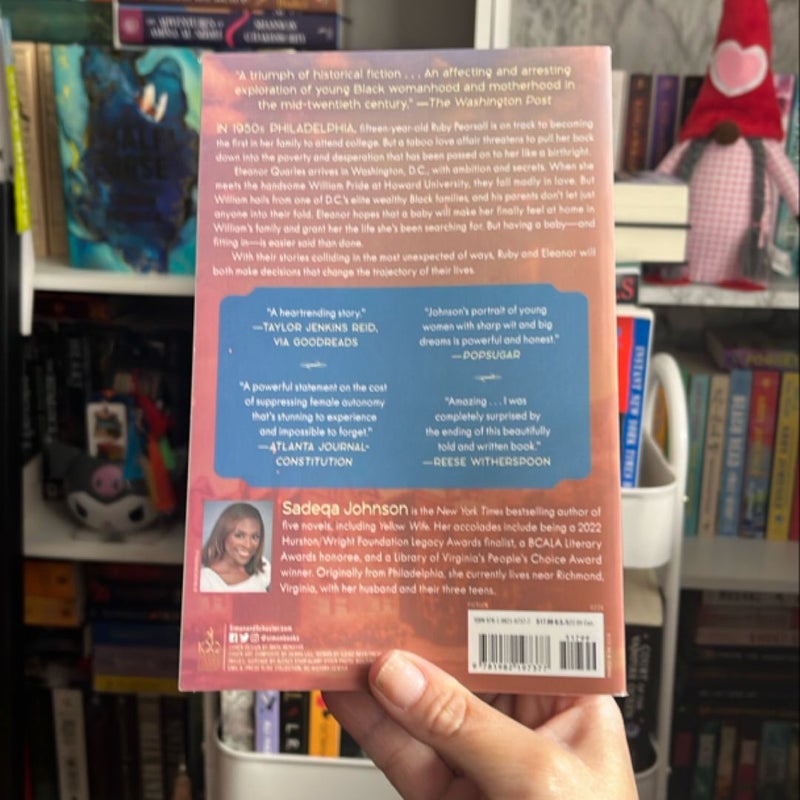 "A triumph of historical fiction . . . An affecting and arresting
exploration of young Black womanhood and motherhood in
the mid-twentieth century." —The Washington Post
IN 1950s PHILADELPHIA, fifteen-year-old Ruby Pearsall is on track to becoming
the first in her family to attend college. But a taboo love affair threatens to pull her back
down into the poverty and desperation that has been passed on to her like a birthright.
Eleanor Quarles arrives in Washington, D.C., with ambition and secrets. When she
meets the handsome William Pride at Howard University, they fall madly in love. But
William hails from one of D.C.'s elite wealthy Black families, and his parents don't let just
anyone into their fold. Eleanor hopes that a baby will make her finally feel at home in
William's family and grant her the life she's been searching for. But having a baby—and
fitting in—is easier said than done.
With their stories colliding in the most unexpected of ways, Ruby and Eleanor will
both make decisions that change the trajectory of their lives.
"A heartrending story."
—TAYLOR JENKINS REID,
VIA GOODREADS
"A powerful statement on the cost
of suppressing female autonomy
that's stunning to experience
and impossible to forget."
—ATLANTA JOURNAL-
CONSTITUTION
"Johnson's portrait of young
women with sharp wit and big
dreams is powerful and honest."
—POPSUGAR
"Amazing . . . I was
completely surprised by
the ending of this beautifully
told and written book."
—REESE WITHERSPOON
Sadeqa Johnson is the New York Times bestselling author of
five novels, including Yellow Wife. Her accolades include being a 2022
Hurston/Wright Foundation Legacy Awards finalist, a BCALA Literary
Awards honoree, and a Library of Virginia's People's Choice Award
winner. Originally from Philadelphia, she currently lives near Richmond,
Virginia, with her husband and their three teens.
SimonandSchuster.com
@simonbooks